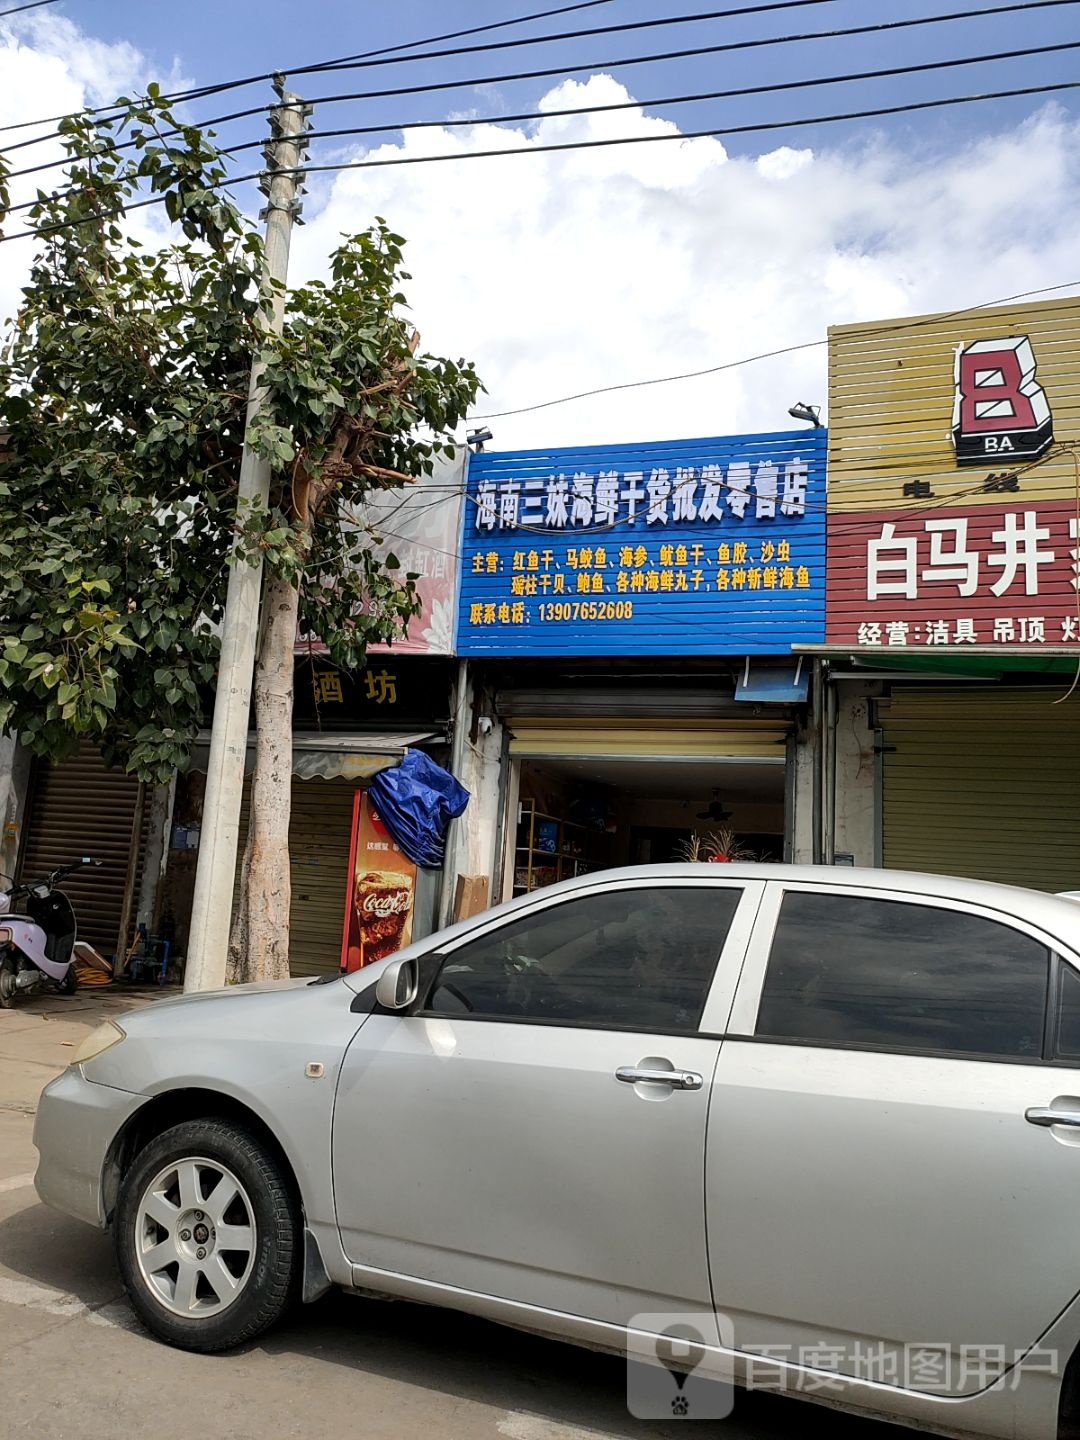 海南三妹海鲜干货批发零售店
主营：红鱼干、马鲛鱼、海参、鱿鱼干、鱼胶、沙虫
瑶柱干贝、鲍鱼、各种海鲜丸子，各种新鲜海鱼
联系电话：13907652608
B
BA
电 线
白马井
经营：洁具 吊顶
酒坊
Coca-Cola
百度地图用户